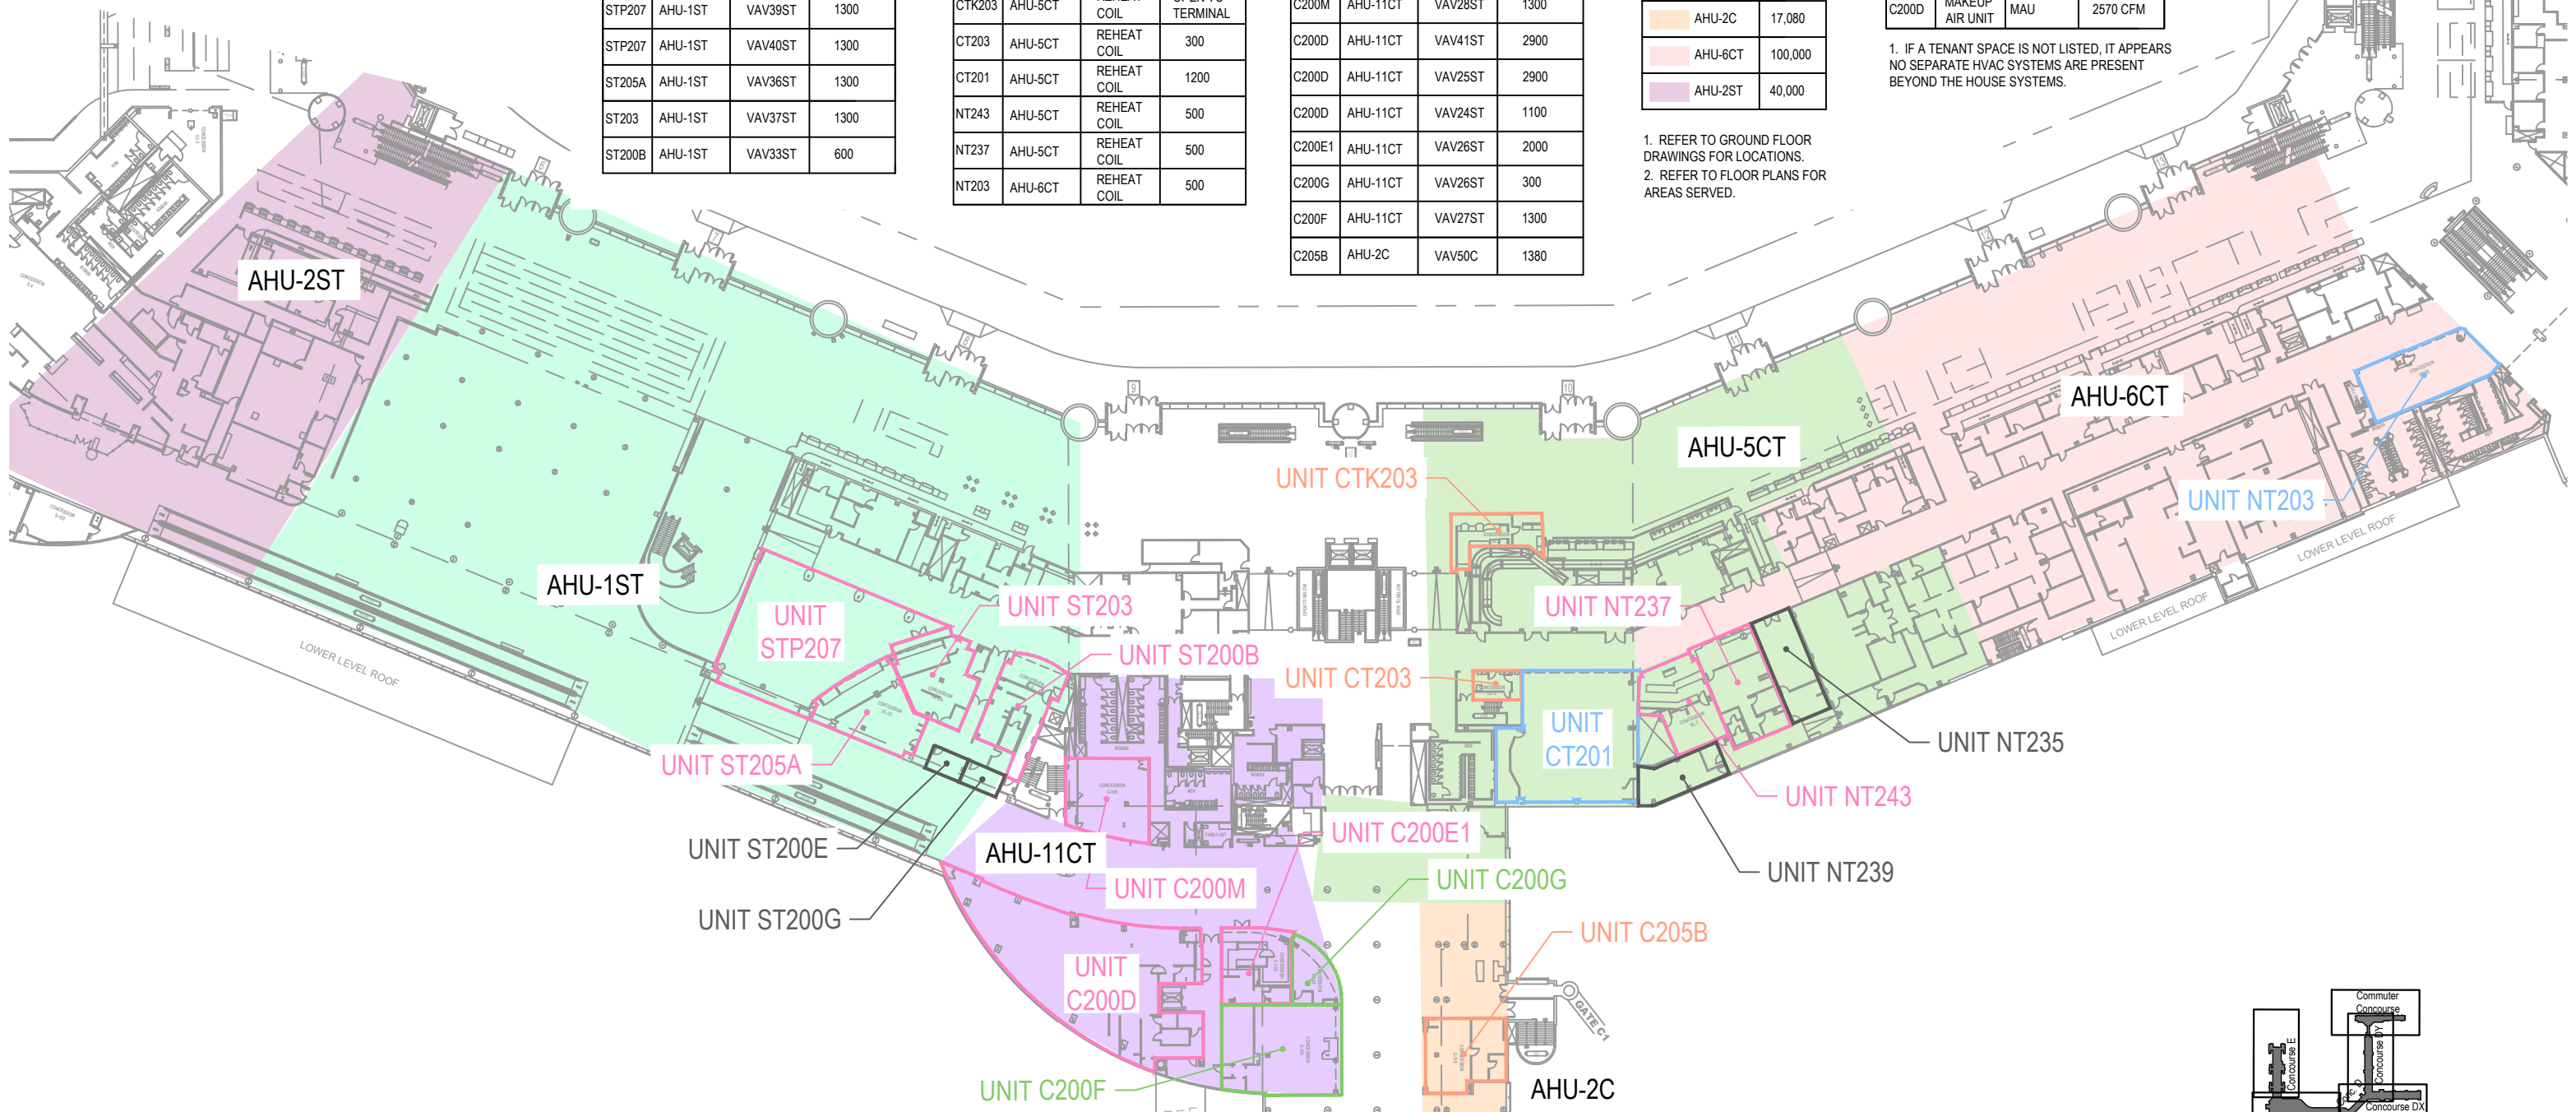 STP207 AHU-1ST VAV39ST 1300
STP207 AHU-1ST VAV40ST 1300
ST205A AHU-1ST VAV36ST 1300
ST203 AHU-1ST VAV37ST 1300
ST200B AHU-1ST VAV33ST 600
CTK203 AHU-5CT COIL TERMINAL
CT203 AHU-5CT REHEAT COIL 300
CT201 AHU-5CT REHEAT COIL 1200
NT243 AHU-5CT REHEAT COIL 500
NT237 AHU-5CT REHEAT COIL 500
NT203 AHU-6CT REHEAT COIL 500
C200M AHU-11CT VAV28ST 1300
C200D AHU-11CT VAV41ST 2900
C200D AHU-11CT VAV25ST 2900
C200D AHU-11CT VAV24ST 1100
C200E1 AHU-11CT VAV26ST 2000
C200G AHU-11CT VAV26ST 300
C200F AHU-11CT VAV27ST 1300
C205B AHU-2C VAV50C 1380
AHU-2C 17,080
AHU-6CT 100,000
AHU-2ST 40,000
1. REFER TO GROUND FLOOR
DRAWINGS FOR LOCATIONS.
2. REFER TO FLOOR PLANS FOR
AREAS SERVED.
C200D MAKEUP AIR UNIT MAU 2570 CFM
1. IF A TENANT SPACE IS NOT LISTED, IT APPEARS
NO SEPARATE HVAC SYSTEMS ARE PRESENT
BEYOND THE HOUSE SYSTEMS.
AHU-2ST
AHU-1ST
AHU-5CT
AHU-6CT
UNIT CTK203
UNIT NT203
LOWER LEVEL ROOF
LOWER LEVEL ROOF
LOWER LEVEL ROOF
UNIT
STP207
UNIT ST203
UNIT ST200B
UNIT ST205A
UNIT ST200E
UNIT ST200G
UNIT NT237
UNIT CT203
UNIT
CT201
UNIT NT235
UNIT NT243
UNIT NT239
AHU-11CT
UNIT C200E1
UNIT C200M
UNIT C200G
UNIT C205B
UNIT
C200D
UNIT C200F
AHU-2C
GATE C1
9
10
Commuter
Concourse
Concourse E
Concourse DY
Concourse DX